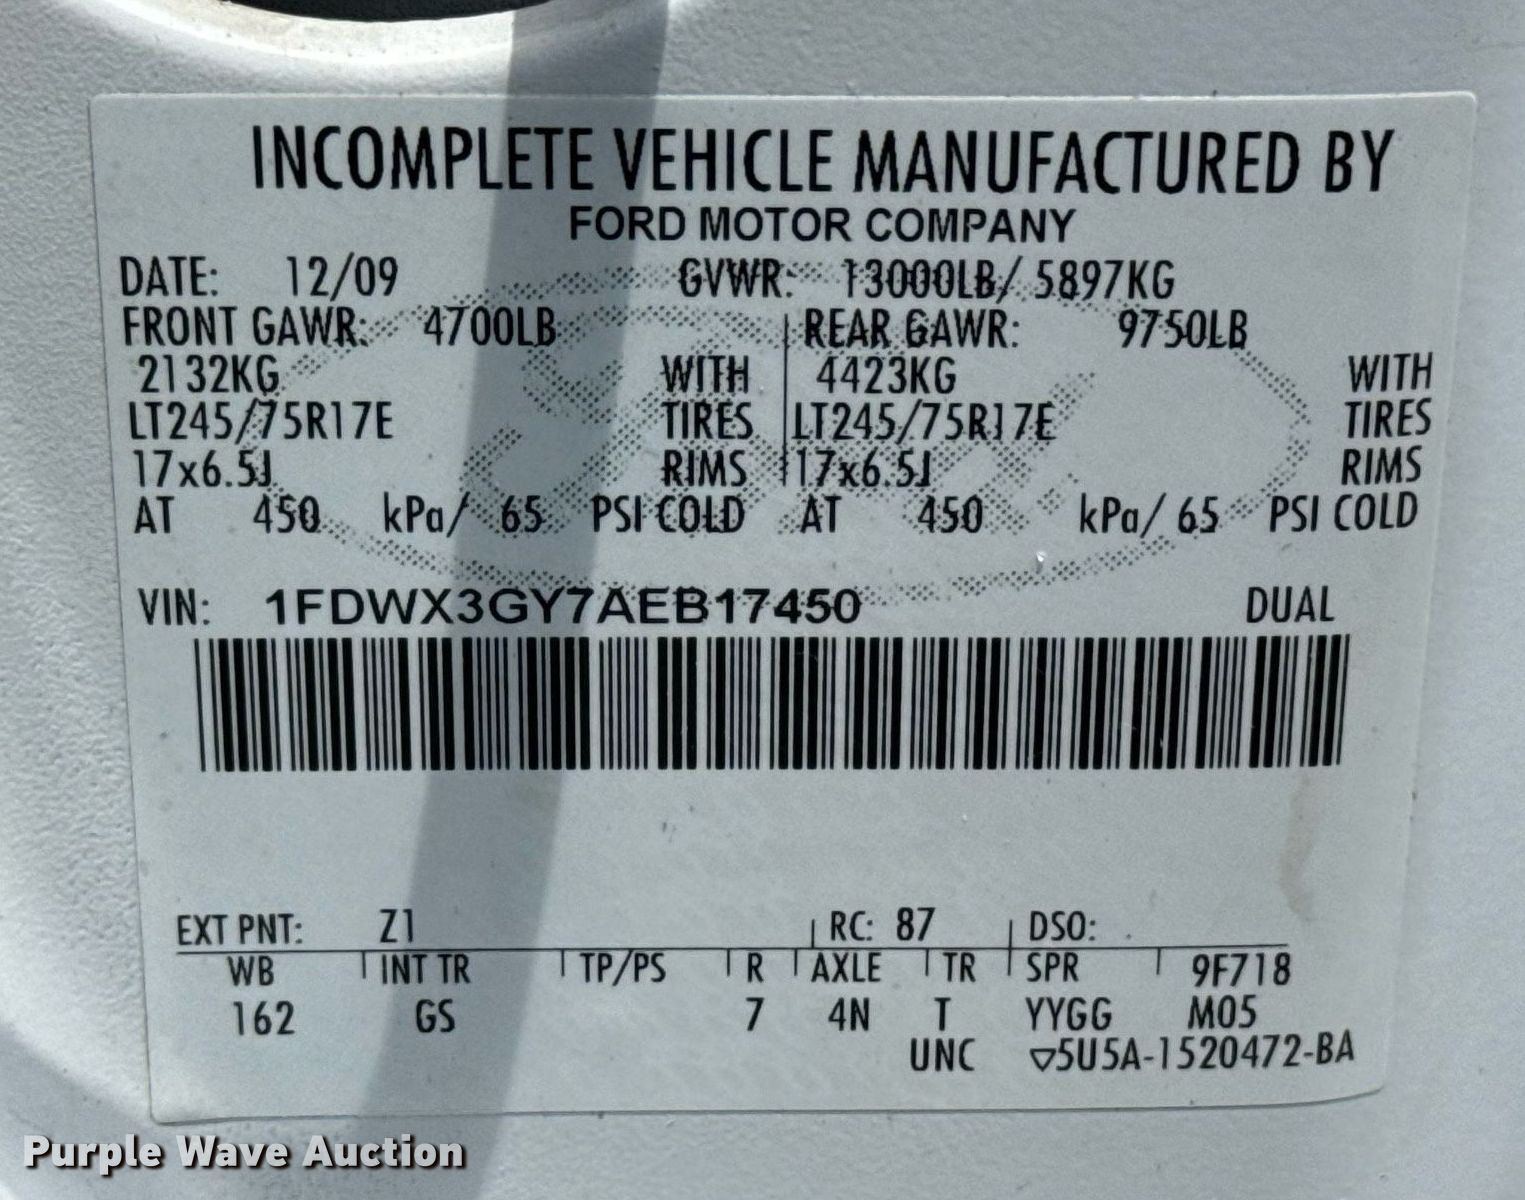 INCOMPLETE VEHICLE MANUFACTURED BY
FORD MOTOR COMPANY
DATE: 12/09 GVWR: 13000LB/ 5897KG
FRONT GAWR: 4700LB REAR GAWR: 9750LB
2132KG WITH 4423KG WITH
LT245/75R17E TIRES LT245/75R17E TIRES
17x6.5J RIMS 17x6.5J RIMS
AT 450 kPa/ 65 PSI COLD AT 450 kPa/ 65 PSI COLD
VIN: 1FDWX3GY7AEB17450 DUAL
EXT PNT: Z1 RC: 87 DSO:
WB INT TR TP/PS R AXLE TR SPR 9F718
162 GS 7 4N T YYGG M05
UNC ▽5U5A-1520472-BA
Purple Wave Auction